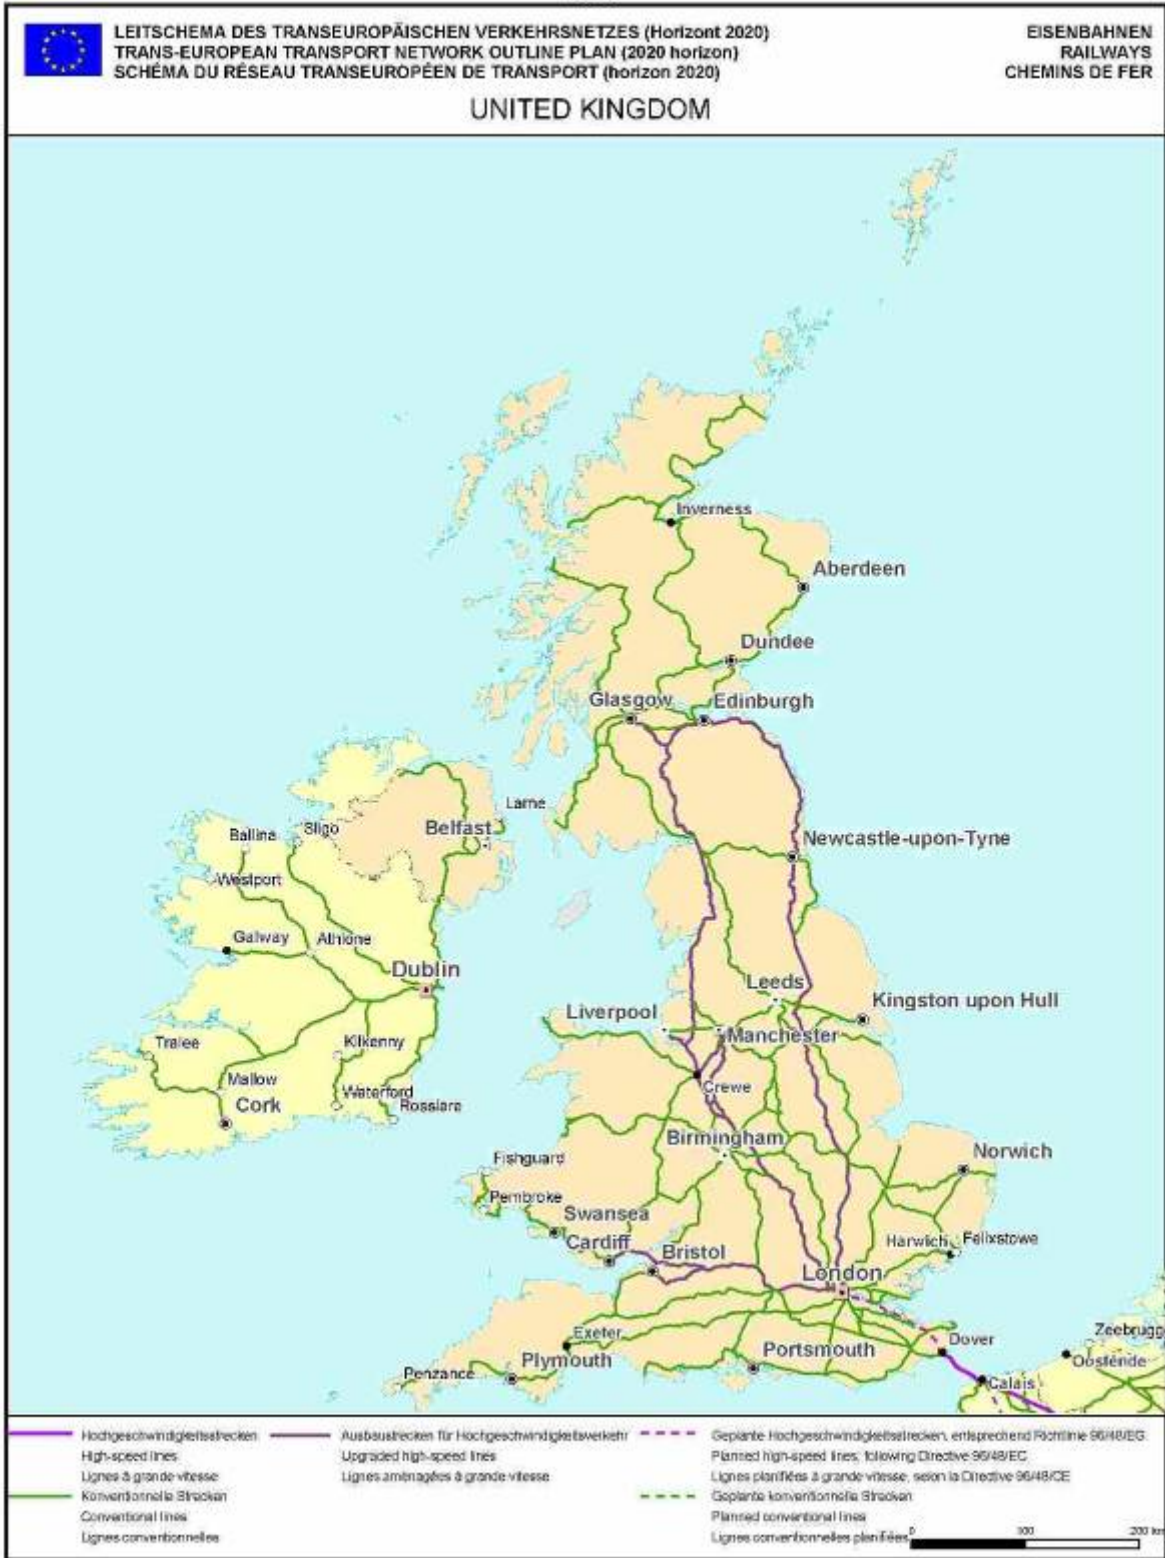 LEITSCHEMA DES TRANSEUROPÄISCHEN VERKEHRSNETZES (Horizont 2020)
TRANS-EUROPEAN TRANSPORT NETWORK OUTLINE PLAN (2020 horizon)
SCHÉMA DU RÉSEAU TRANSEUROPÉEN DE TRANSPORT (horizon 2020)
EISENBAHNEN
RAILWAYS
CHEMINS DE FER
UNITED KINGDOM
Inverness
Aberdeen
Dundee
Glasgow
Edinburgh
Larne
Belfast
Ballina
Sligo
Newcastle-upon-Tyne
Westport
Galway
Athlone
Dublin
Leeds
Kingston upon Hull
Liverpool
Manchester
Tralee
Kilkenny
Mallow
Crewe
Waterford
Cork
Rosslare
Birmingham
Norwich
Fishguard
Pembroke
Swansea
Cardiff
Bristol
Harwich
Felixstowe
London
Exeter
Dover
Zeebrugg
Portsmouth
Plymouth
Penzance
Oostende
Calais
Hochgeschwindigkeitsstrecken
High-speed lines
Lignes à grande vitesse
Konventionelle Strecken
Conventional lines
Lignes conventionnelles
Ausbaustrecken für Hochgeschwindigkeitsverkehr
Upgraded high-speed lines
Lignes aménagées à grande vitesse
Geplante Hochgeschwindigkeitsstrecken, entsprechend Richtlinie 96/48/EG
Planned high-speed lines, following Directive 96/48/EC
Lignes planifiées à grande vitesse, selon la Directive 96/48/CE
Geplante konventionelle Strecken
Planned conventional lines
Lignes conventionnelles planifiées
0 100 200 km